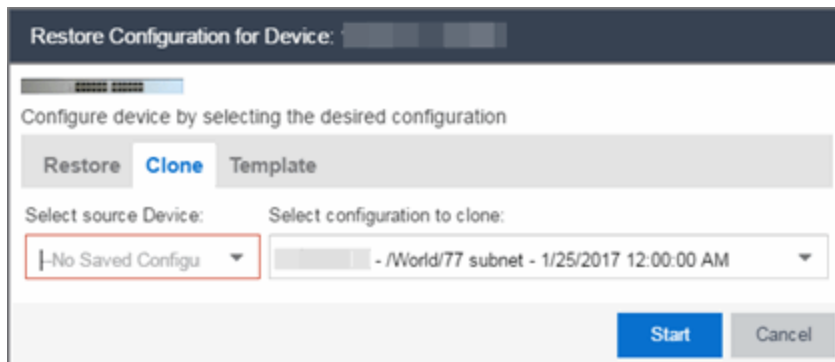 Restore Configuration for Device:
Configure device by selecting the desired configuration
Restore Clone Template
Select source Device: Select configuration to clone:
--No Saved Configu - /World/77 subnet - 1/25/2017 12:00:00 AM
Start Cancel